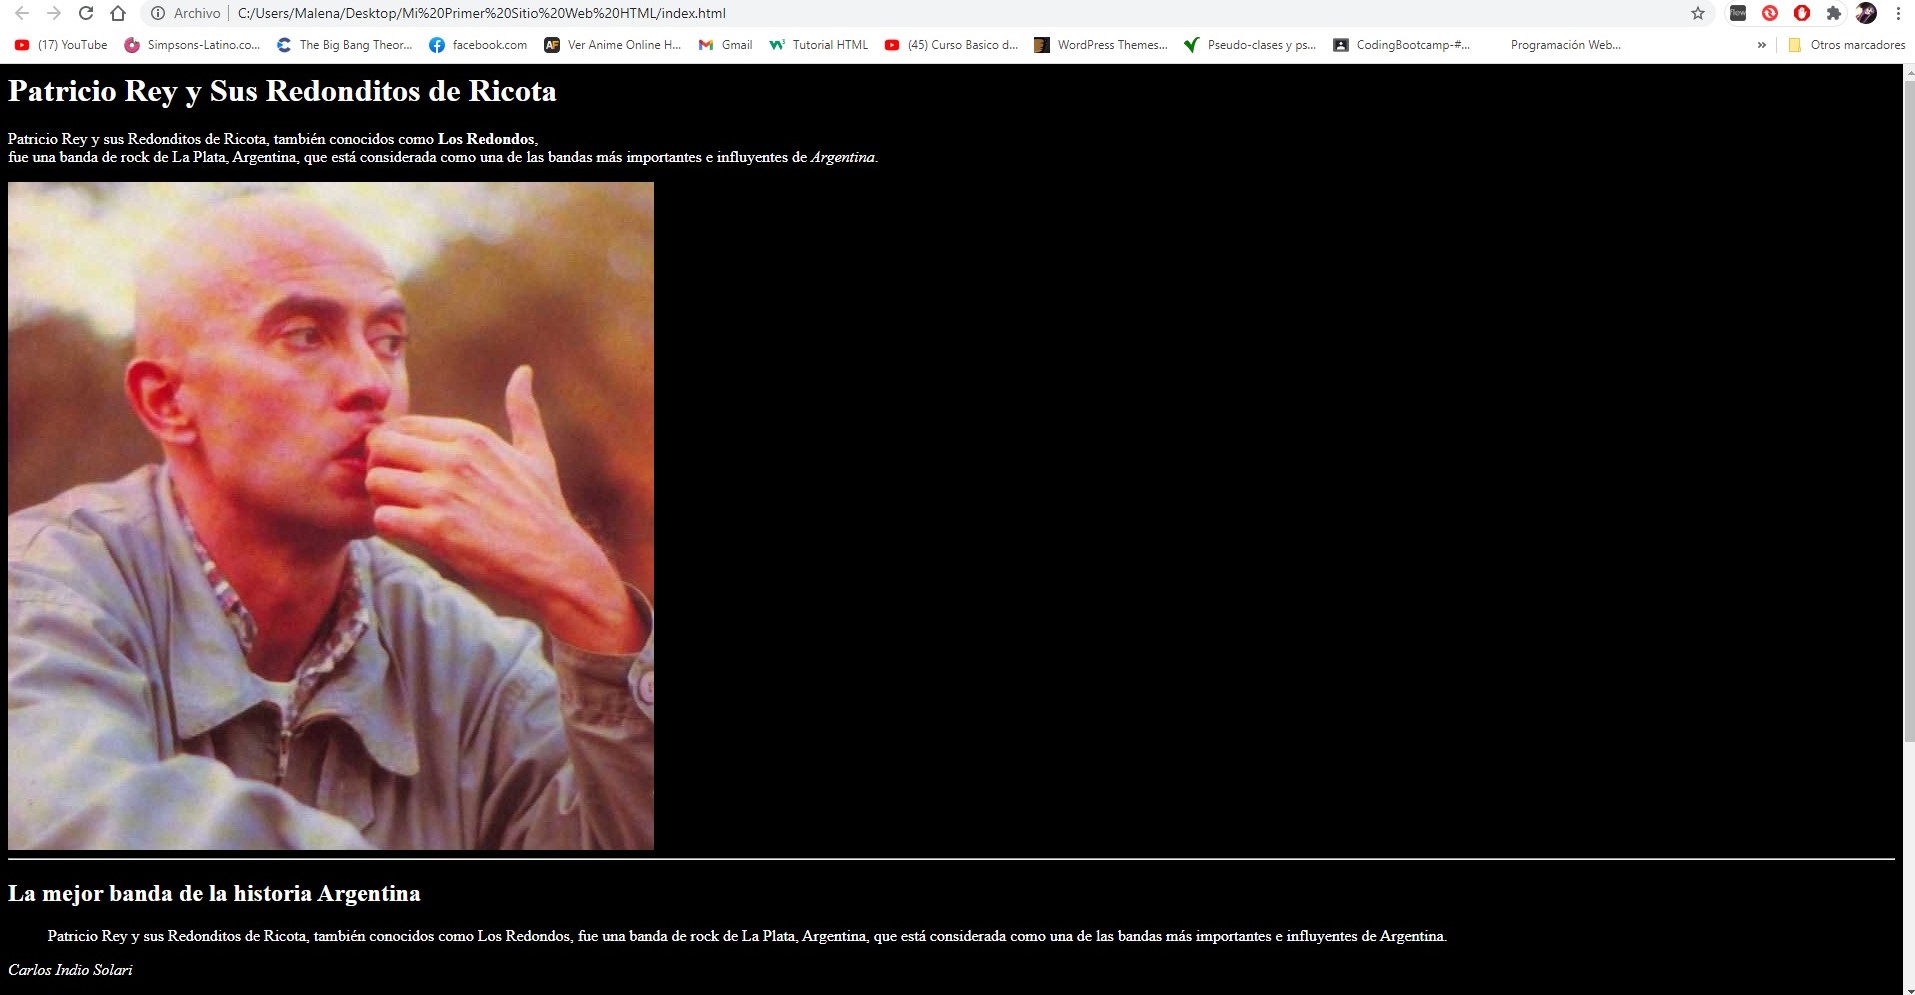 Archivo C:/Users/Malena/Desktop/Mi%20Primer%20Sitio%20Web%20HTML/index.html
(17) YouTube Simpsons-Latino.co... The Big Bang Theor... facebook.com Ver Anime Online H... Gmail Tutorial HTML (45) Curso Basico d... WordPress Themes... Pseudo-clases y ps... CodingBootcamp-#... Programación Web... » Otros marcadores
Patricio Rey y Sus Redonditos de Ricota
Patricio Rey y sus Redonditos de Ricota, también conocidos como Los Redondos,
fue una banda de rock de La Plata, Argentina, que está considerada como una de las bandas más importantes e influyentes de Argentina.
La mejor banda de la historia Argentina
Patricio Rey y sus Redonditos de Ricota, también conocidos como Los Redondos, fue una banda de rock de La Plata, Argentina, que está considerada como una de las bandas más importantes e influyentes de Argentina.
Carlos Indio Solari